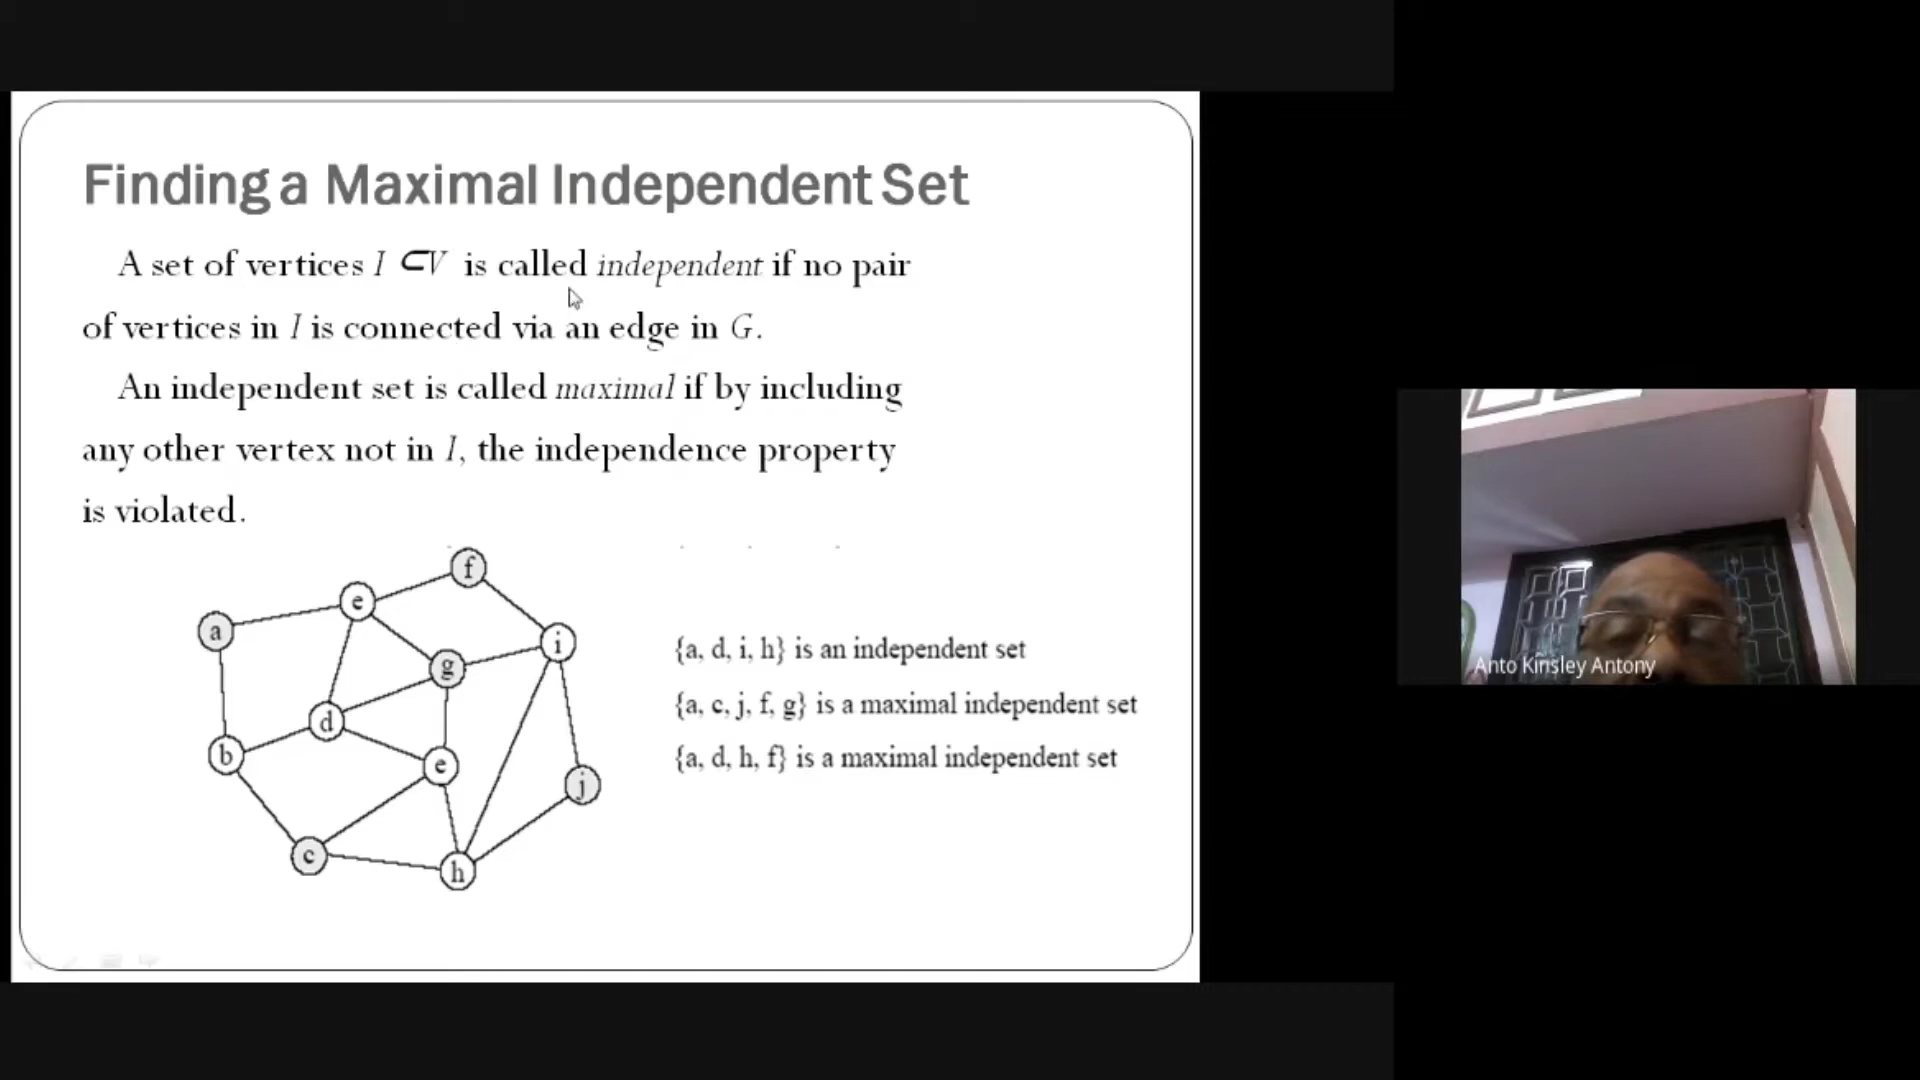 Finding a Maximal Independent Set
A set of vertices I ⊂V is called independent if no pair
of vertices in I is connected via an edge in G.
An independent set is called maximal if by including
any other vertex not in I, the independence property
is violated.
f
e
a
i
g
{a, d, i, h} is an independent set
{a, c, j, f, g} is a maximal independent set
d
b
e
{a, d, h, f} is a maximal independent set
j
c
h
Anto Kinsley Antony